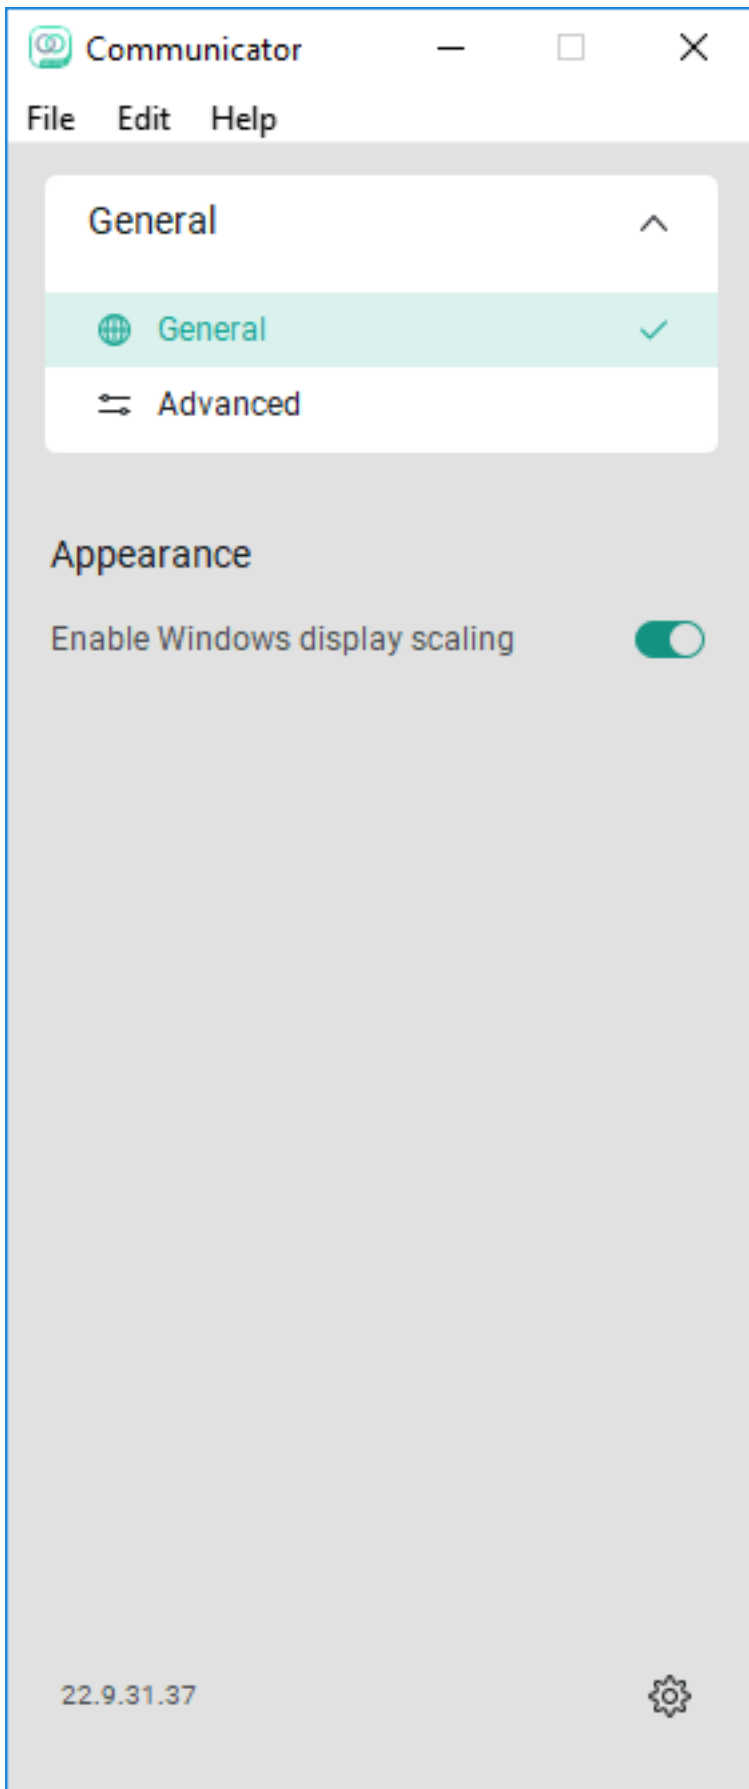 Communicator
File Edit Help
General
General
Advanced
Appearance
Enable Windows display scaling
22.9.31.37